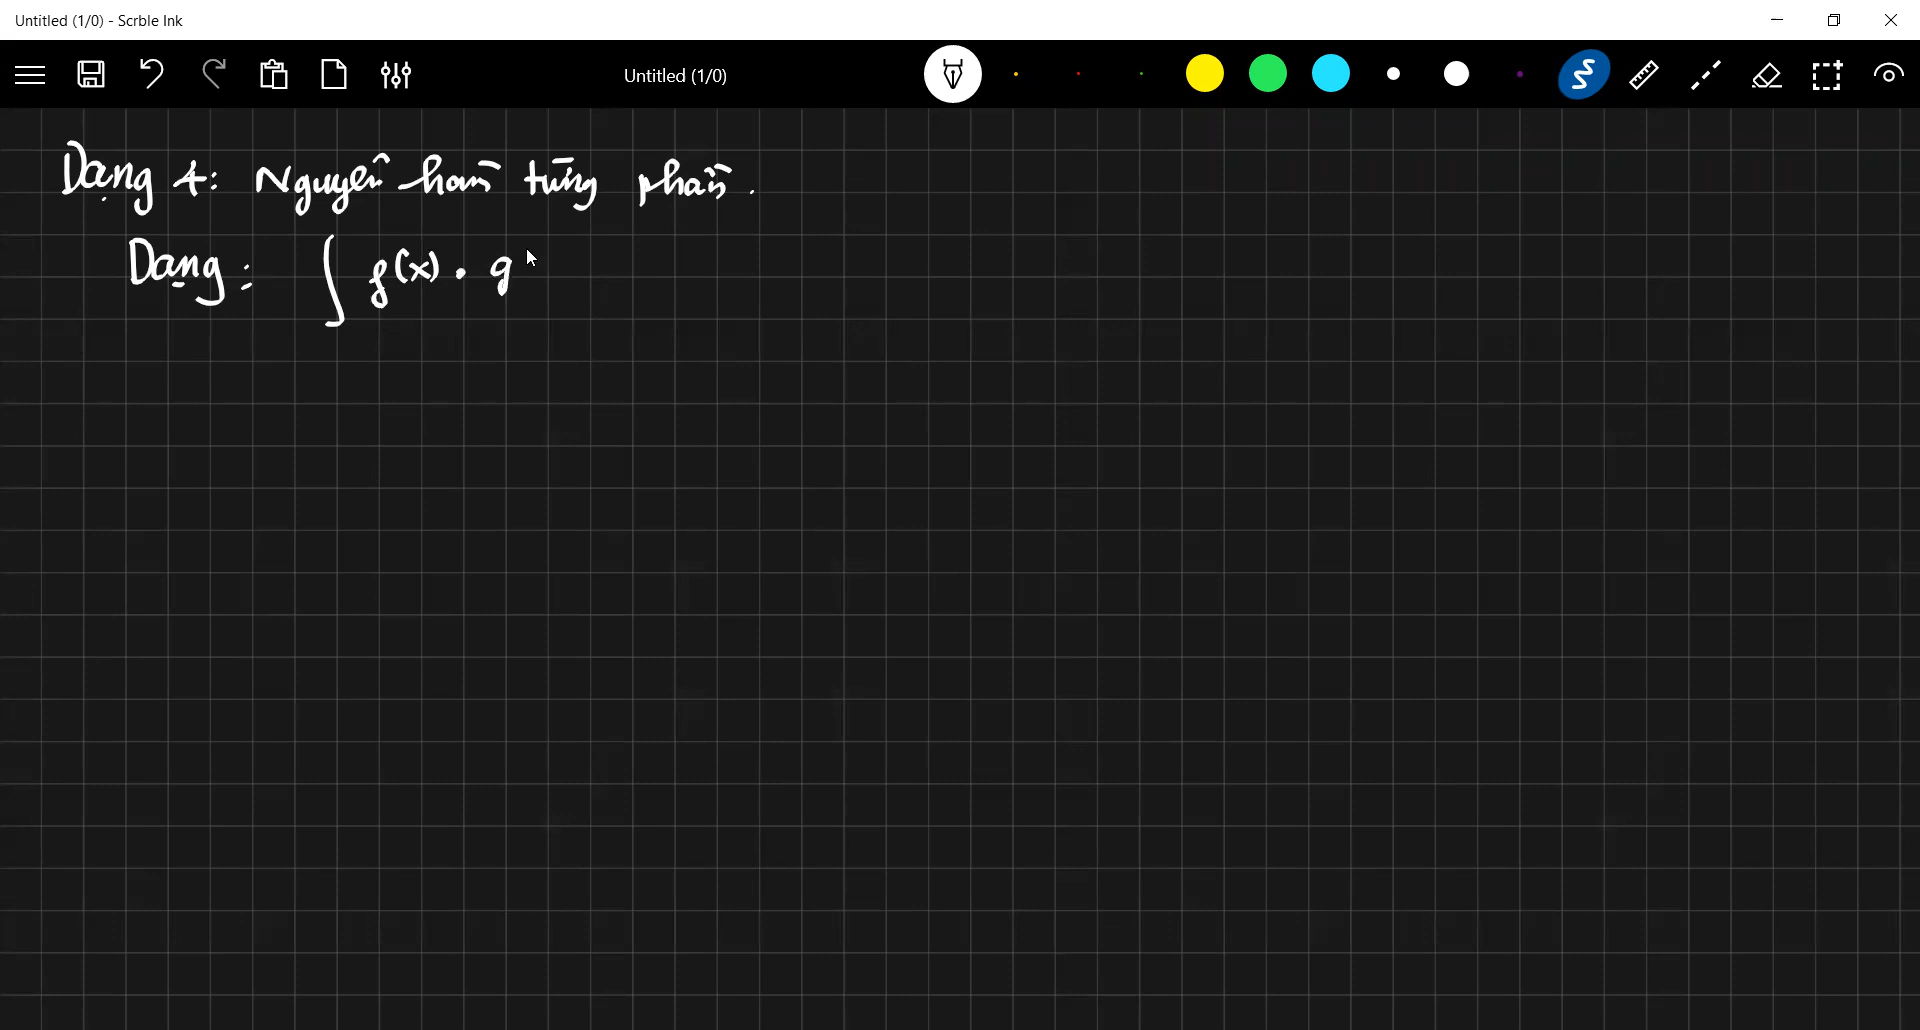 Untitled (1/0) - Scrble Ink
Untitled (1/0)
Dạng 4: Nguyên hàm từng phần.
Dạng: ∫ f(x) . g